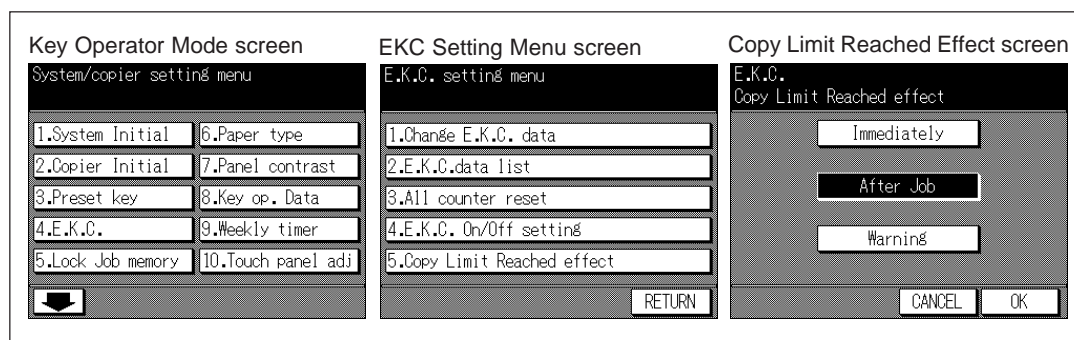 Key Operator Mode screen
System/copier setting menu
1.System Initial
6.Paper type
2.Copier Initial
7.Panel contrast
3.Preset key
8.Key op. Data
4.E.K.C.
9.Weekly timer
5.Lock Job memory
10.Touch panel adj
EKC Setting Menu screen
E.K.C. setting menu
1.Change E.K.C. data
2.E.K.C.data list
3.All counter reset
4.E.K.C. On/Off setting
5.Copy Limit Reached effect
RETURN
Copy Limit Reached Effect screen
E.K.C.
Copy Limit Reached effect
Immediately
After Job
Warning
CANCEL
OK